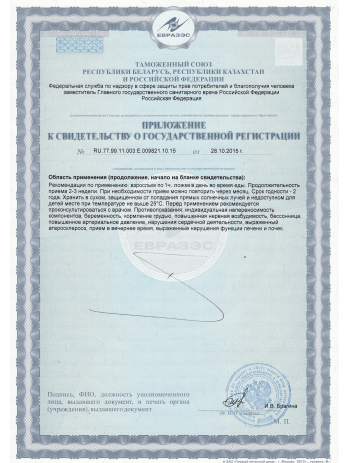 ЕВРАЗЭС
ТАМОЖЕННЫЙ СОЮЗ
РЕСПУБЛИКИ БЕЛАРУСЬ, РЕСПУБЛИКИ КАЗАХСТАН
И РОССИЙСКОЙ ФЕДЕРАЦИИ
Федеральная служба по надзору в сфере защиты прав потребителей и благополучия человека
заместитель Главного государственного санитарного врача Российской Федерации
Российская Федерация
ПРИЛОЖЕНИЕ
К СВИДЕТЕЛЬСТВУ О ГОСУДАРСТВЕННОЙ РЕГИСТРАЦИИ
№ RU.77.99.11.003.E.009821.10.15 от 28.10.2015 г.
Область применения (продолжение, начало на бланке свидетельства):
Рекомендации по применению: взрослым по 1ч. ложке в день во время еды. Продолжительность
приема 2-3 недели. При необходимости прием можно повторить через месяц. Срок годности - 2
года. Хранить в сухом, защищенном от попадания прямых солнечных лучей и недоступном для
детей месте при температуре не выше 25°С. Перед применением рекомендуется
проконсультироваться с врачом. Противопоказания: индивидуальная непереносимость
компонентов, беременность, кормление грудью, повышенная нервная возбудимость, бессонница
повышенное артериальное давление, нарушения сердечной деятельности, выраженный
атеросклероз, прием в вечернее время, выраженные нарушения функции печени и почек.
ЕВРАЗЭС
Подпись, ФИО, должность уполномоченного
лица, выдавшего документ, и печать органа
(учреждения), выдавшего документ
И.В. Брагина
М. П.